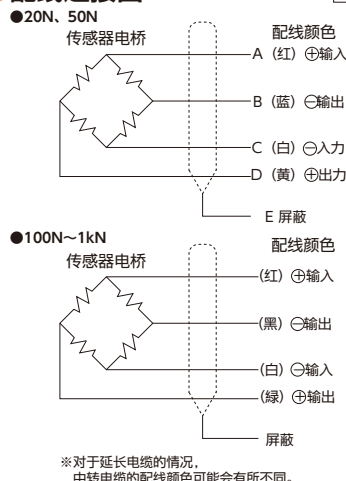 ●20N、50N
传感器电桥
配线颜色
A（红）⊕输入
B（蓝）⊖输出
C（白）⊖入力
D（黄）⊕出力
E 屏蔽
●100N～1kN
传感器电桥
配线颜色
(红) ⊕输入
(黑) ⊖输出
(白) ⊖输入
(緑) ⊕输出
屏蔽
※对于延长电缆的情况，
中转电缆的配线颜色可能会有所不同。